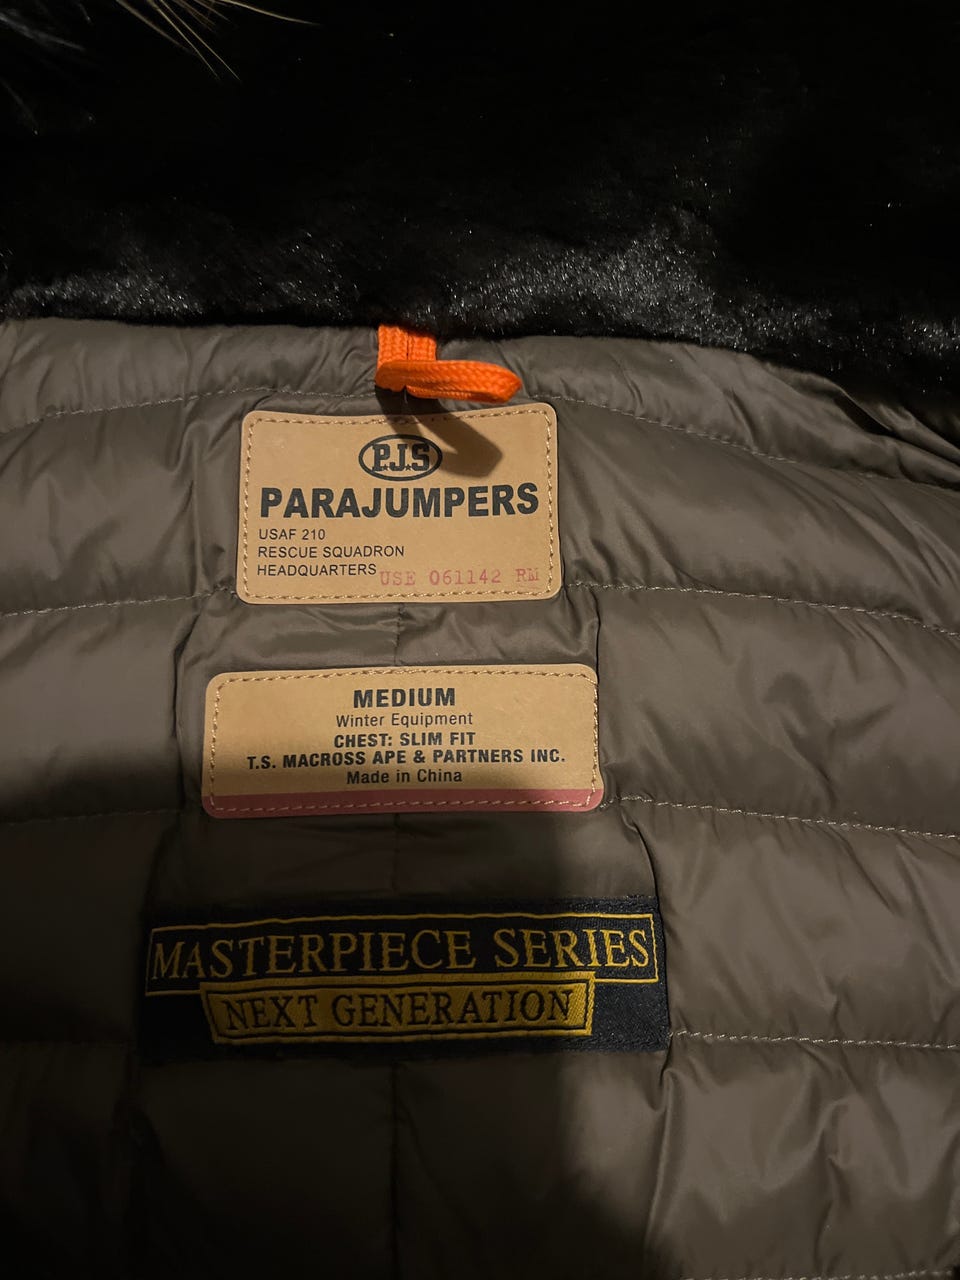 P.J.S
PARAJUMPERS
USAF 210
RESCUE SQUADRON
HEADQUARTERS USE 061142 RM
MEDIUM
Winter Equipment
CHEST: SLIM FIT
T.S. MACROSS APE & PARTNERS INC.
Made in China
MASTERPIECE SERIES
NEXT GENERATION